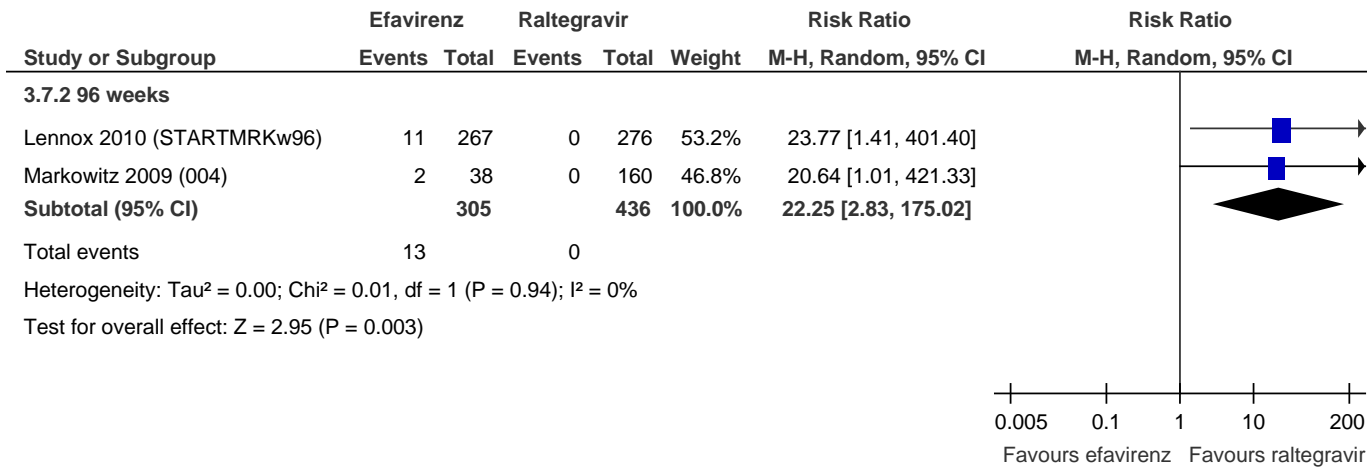 Efavirenz Raltegravir Risk Ratio Risk Ratio
Study or Subgroup Events Total Events Total Weight M-H, Random, 95% CI M-H, Random, 95% CI
3.7.2 96 weeks
Lennox 2010 (STARTMRKw96) 11 267 0 276 53.2% 23.77 [1.41, 401.40]
Markowitz 2009 (004) 2 38 0 160 46.8% 20.64 [1.01, 421.33]
Subtotal (95% CI) 305 436 100.0% 22.25 [2.83, 175.02]
Total events 13 0
Heterogeneity: Tau² = 0.00; Chi² = 0.01, df = 1 (P = 0.94); I² = 0%
Test for overall effect: Z = 2.95 (P = 0.003)
0.005 0.1 1 10 200
Favours efavirenz Favours raltegravir